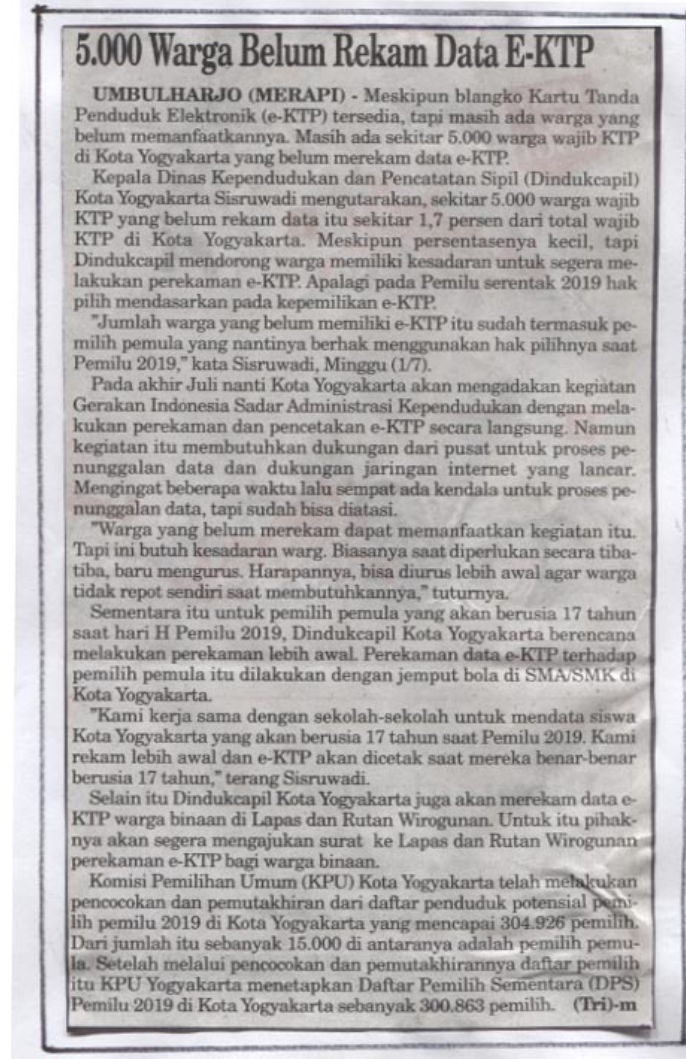 5.000 Warga Belum Rekam Data E-KTP
UMBULHARJO (MERAPI) - Meskipun blangko Kartu Tanda
Penduduk Elektronik (e-KTP) tersedia, tapi masih ada warga yang
belum memanfaatkannya. Masih ada sekitar 5.000 warga wajib KTP
di Kota Yogyakarta yang belum merekam data e-KTP.
Kepala Dinas Kependudukan dan Pencatatan Sipil (Dindukcapil)
Kota Yogyakarta Sisruwadi mengutarakan, sekitar 5.000 warga wajib
KTP yang belum rekam data itu sekitar 1,7 persen dari total wajib
KTP di Kota Yogyakarta. Meskipun persentasenya kecil, tapi
Dindukcapil mendorong warga memiliki kesadaran untuk segera me-
lakukan perekaman e-KTP. Apalagi pada Pemilu serentak 2019 hak
pilih mendasarkan pada kepemilikan e-KTP.
"Jumlah warga yang belum memiliki e-KTP itu sudah termasuk pe-
milih pemula yang nantinya berhak menggunakan hak pilihnya saat
Pemilu 2019," kata Sisruwadi, Minggu (1/7).
Pada akhir Juli nanti Kota Yogyakarta akan mengadakan kegiatan
Gerakan Indonesia Sadar Administrasi Kependudukan dengan mela-
kukan perekaman dan pencetakan e-KTP secara langsung. Namun
kegiatan itu membutuhkan dukungan dari pusat untuk proses pe-
nunggalan data dan dukungan jaringan internet yang lancar.
Mengingat beberapa waktu lalu sempat ada kendala untuk proses pe-
nunggalan data, tapi sudah bisa diatasi.
"Warga yang belum merekam dapat memanfaatkan kegiatan itu.
Tapi ini butuh kesadaran warg. Biasanya saat diperlukan secara tiba-
tiba, baru mengurus. Harapannya, bisa diurus lebih awal agar warga
tidak repot sendiri saat membutuhkannya," tuturnya.
Sementara itu untuk pemilih pemula yang akan berusia 17 tahun
saat hari H Pemilu 2019, Dindukcapil Kota Yogyakarta berencana
melakukan perekaman lebih awal. Perekaman data e-KTP terhadap
pemilih pemula itu dilakukan dengan jemput bola di SMA/SMK di
Kota Yogyakarta.
"Kami kerja sama dengan sekolah-sekolah untuk mendata siswa
Kota Yogyakarta yang akan berusia 17 tahun saat Pemilu 2019. Kami
rekam lebih awal dan e-KTP akan dicetak saat mereka benar-benar
berusia 17 tahun," terang Sisruwadi.
Selain itu Dindukcapil Kota Yogyakarta juga akan merekam data e-
KTP warga binaan di Lapas dan Rutan Wirogunan. Untuk itu pihak-
nya akan segera mengajukan surat ke Lapas dan Rutan Wirogunan
perekaman e-KTP bagi warga binaan.
Komisi Pemilihan Umum (KPU) Kota Yogyakarta telah melakukan
pencocokan dan pemutakhiran dari daftar penduduk potensial pemi-
lih pemilu 2019 di Kota Yogyakarta yang mencapai 304.926 pemilih.
Dari jumlah itu sebanyak 15.000 di antaranya adalah pemilih pemu-
la. Setelah melalui pencocokan dan pemutakhirannya daftar pemilih
itu KPU Yogyakarta menetapkan Daftar Pemilih Sementara (DPS)
Pemilu 2019 di Kota Yogyakarta sebanyak 300.863 pemilih. (Tri)-m